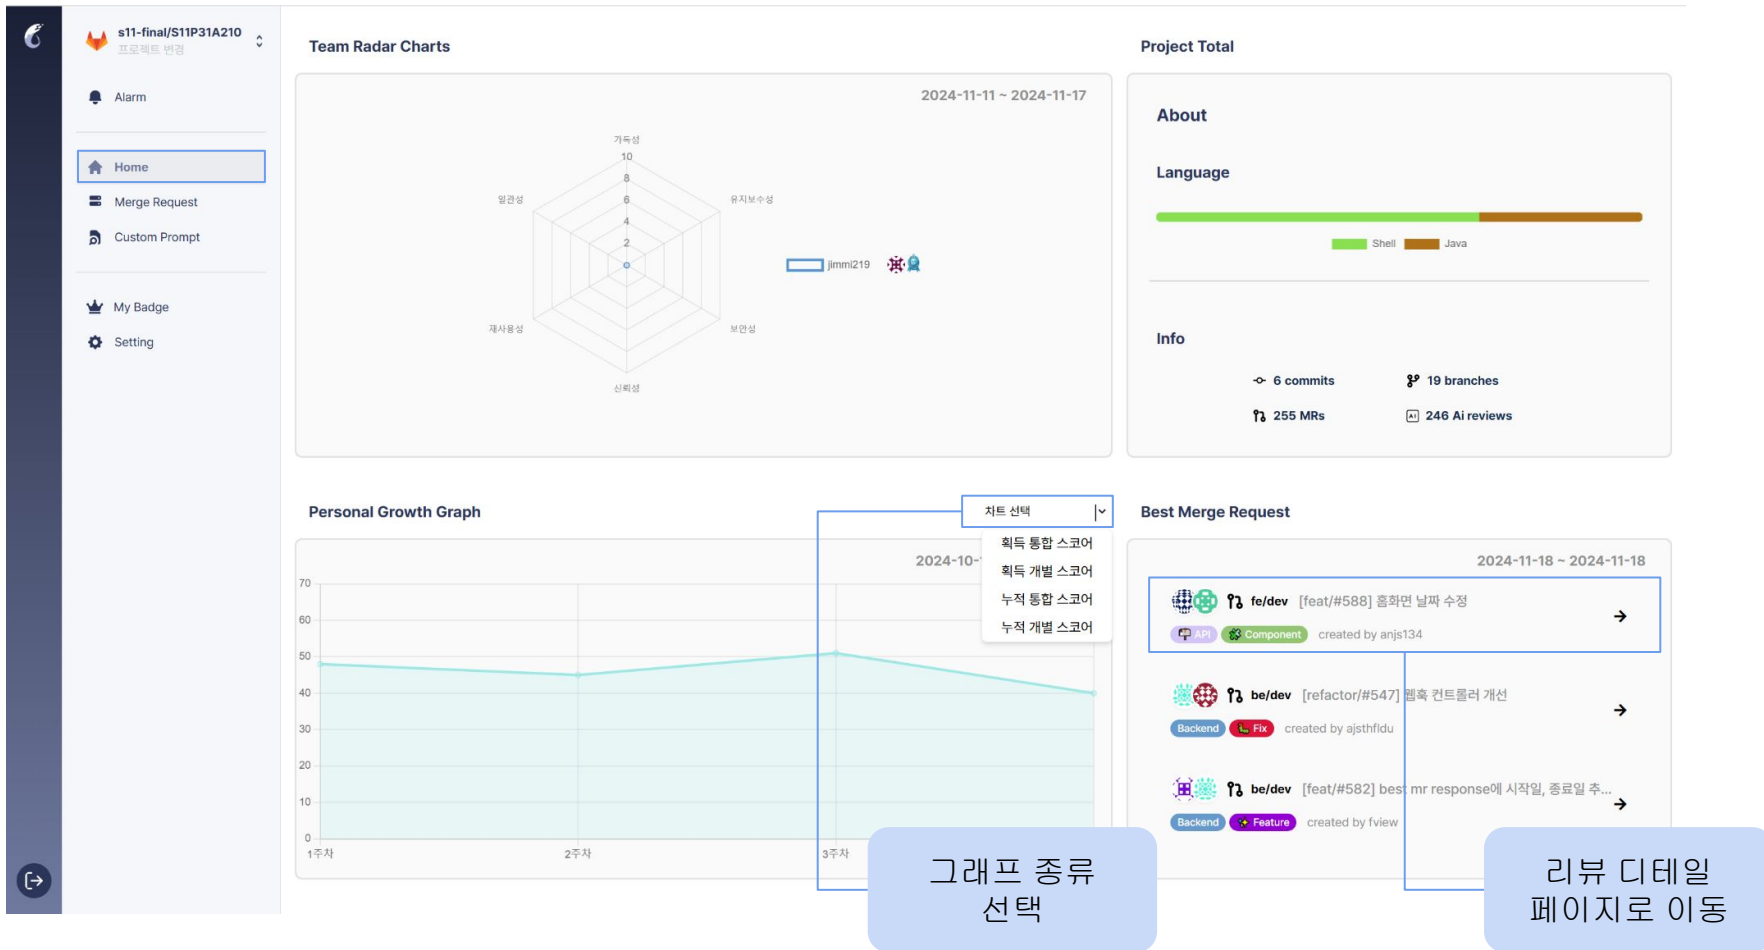 s11-final/S11P31A210
프로젝트 변경
Alarm
Home
Merge Request
Custom Prompt
My Badge
Setting
Team Radar Charts
2024-11-11 ~ 2024-11-17
가독성
10
8
6
4
2
일관성
유지보수성
재사용성
보안성
신뢰성
jimmi219
Project Total
About
Language
Shell
Java
Info
6 commits
19 branches
255 MRs
AI
246 Ai reviews
Personal Growth Graph
차트 선택
획득 통합 스코어
획득 개별 스코어
누적 통합 스코어
누적 개별 스코어
2024-10-
70
60
50
40
30
20
10
0
1주차
2주차
3주차
그래프 종류
선택
Best Merge Request
2024-11-18 ~ 2024-11-18
fe/dev [feat/#588] 홈화면 날짜 수정
API Component created by anjs134
be/dev [refactor/#547] 웹훅 컨트롤러 개선
Backend Fix created by ajsthfldu
be/dev [feat/#582] best mr response에 시작일, 종료일 추...
Backend Feature created by fview
리뷰 디테일
페이지로 이동